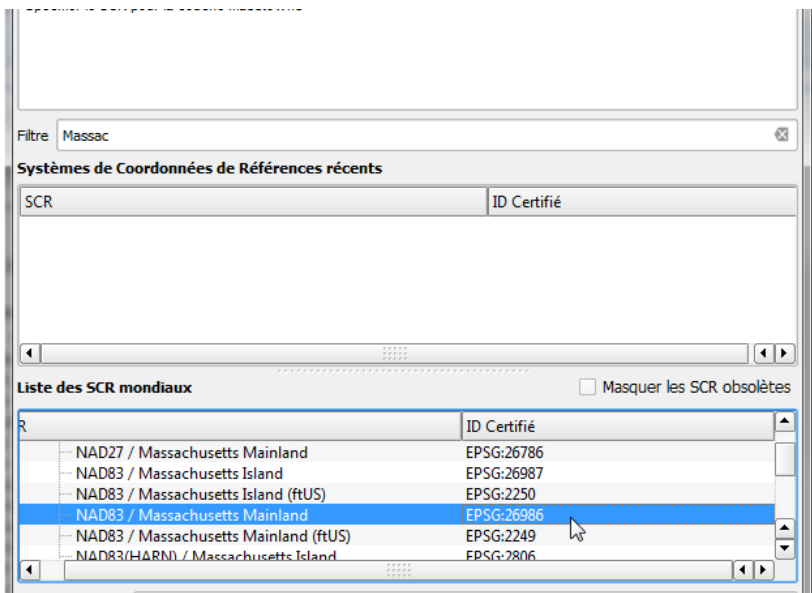 Filtre Massac
Systèmes de Coordonnées de Références récents
SCR ID Certifié
Liste des SCR mondiaux Masquer les SCR obsolètes
R ID Certifié
NAD27 / Massachusetts Mainland EPSG:26786
NAD83 / Massachusetts Island EPSG:26987
NAD83 / Massachusetts Island (ftUS) EPSG:2250
NAD83 / Massachusetts Mainland EPSG:26986
NAD83 / Massachusetts Mainland (ftUS) EPSG:2249
NAD83(HARN) / Massachusetts Island EPSG:2806